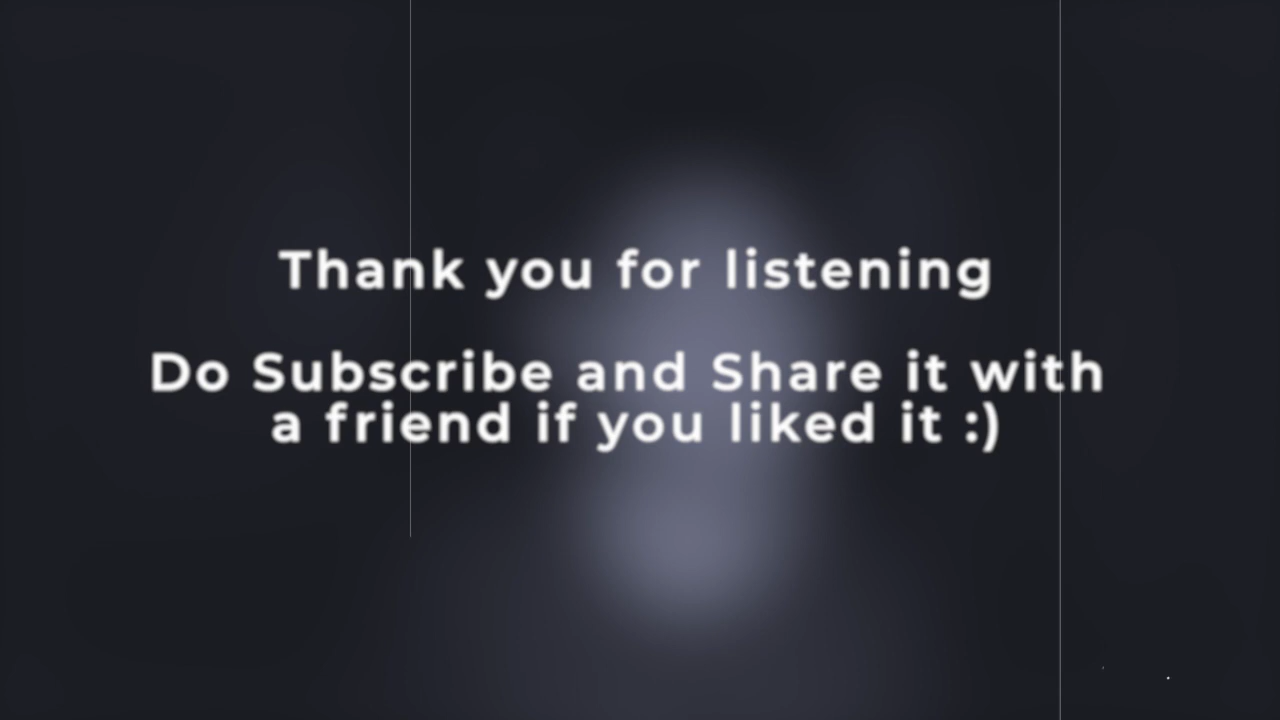 Thank you for listening
Do Subscribe and Share it with
a friend if you liked it :)